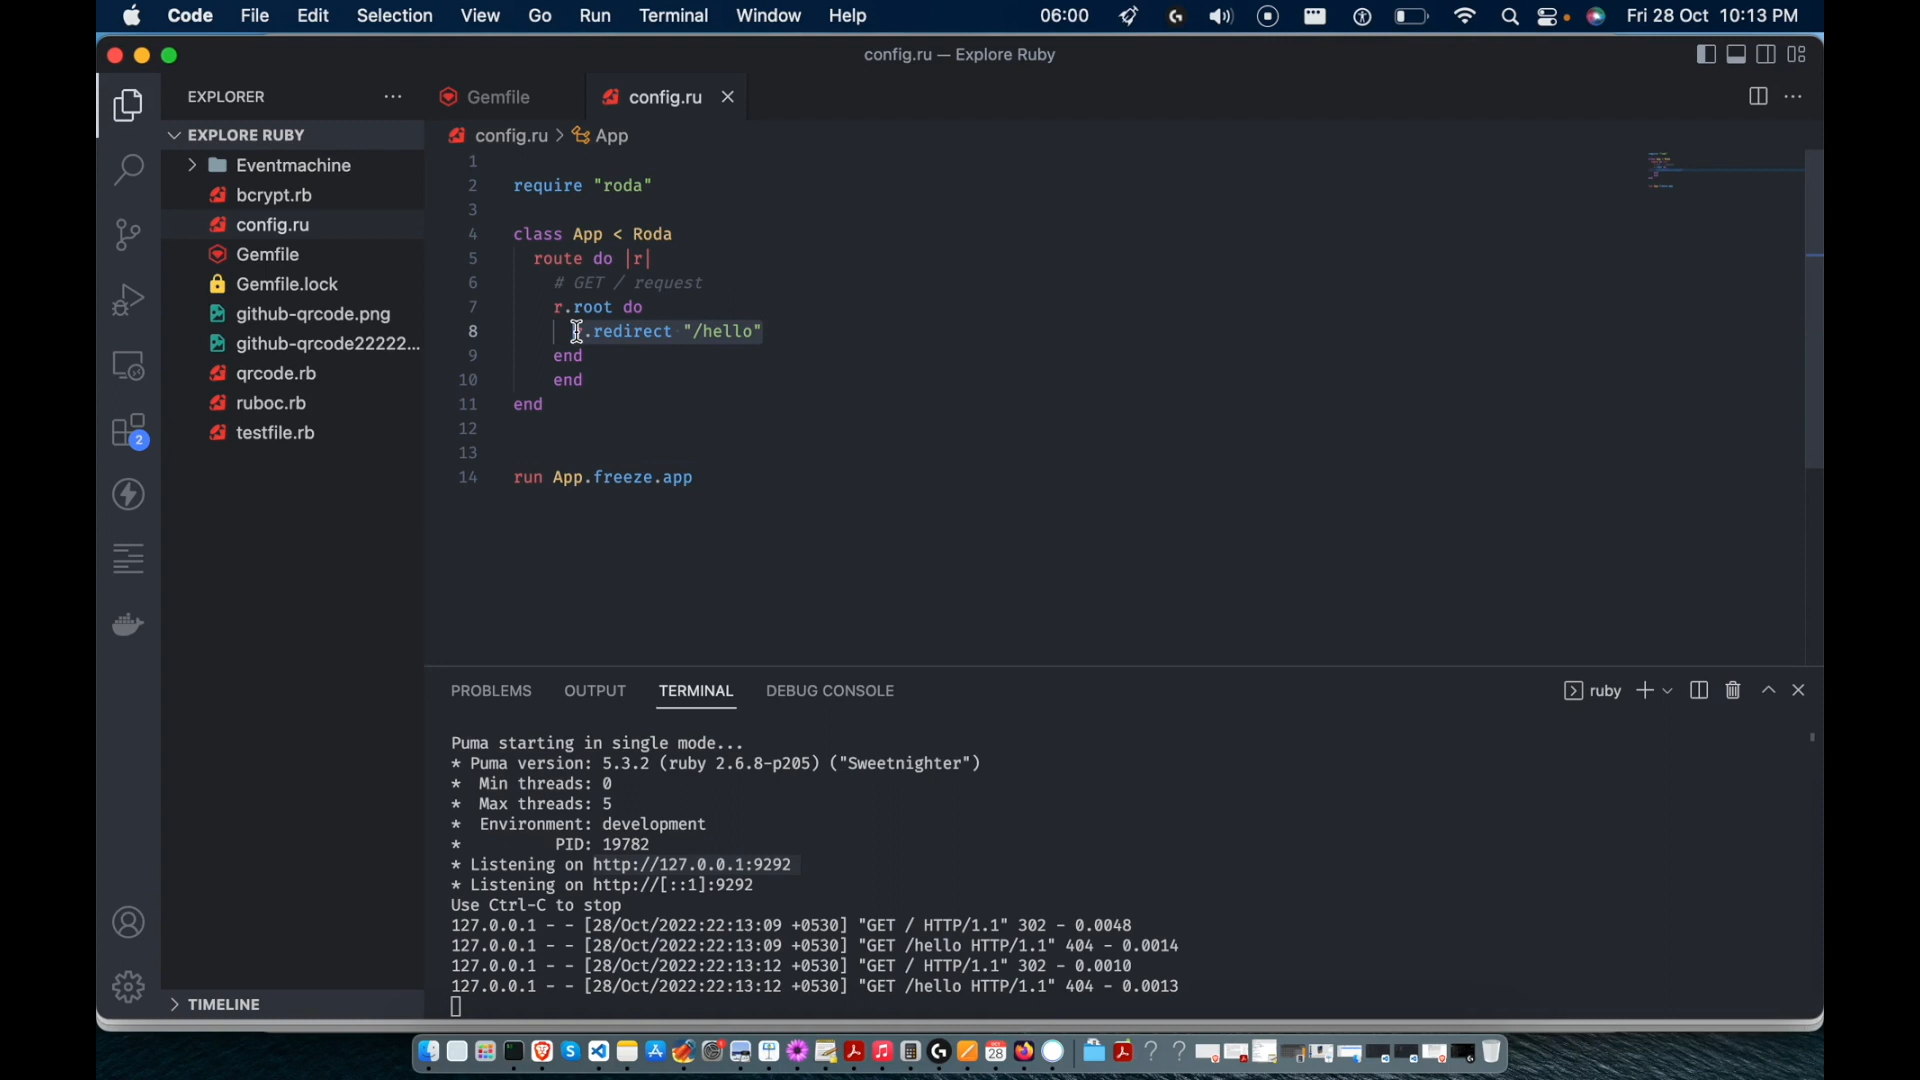 Code File Edit Selection View Go Run Terminal Window Help 06:00 Fri 28 Oct 10:13 PM
config.ru — Explore Ruby
EXPLORER
EXPLORE RUBY
Eventmachine
bcrypt.rb
config.ru
Gemfile
Gemfile.lock
github-qrcode.png
github-qrcode22222...
qrcode.rb
ruboc.rb
testfile.rb
TIMELINE
2
Gemfile config.ru
config.ru > App
1
2 require "roda"
3
4 class App < Roda
5 route do |r|
6 # GET / request
7 r.root do
8 r.redirect "/hello"
9 end
10 end
11 end
12
13
14 run App.freeze.app
PROBLEMS OUTPUT TERMINAL DEBUG CONSOLE ruby
Puma starting in single mode...
* Puma version: 5.3.2 (ruby 2.6.8-p205) ("Sweetnighter")
* Min threads: 0
* Max threads: 5
* Environment: development
* PID: 19782
* Listening on http://127.0.0.1:9292
* Listening on http://[::1]:9292
Use Ctrl-C to stop
127.0.0.1 - - [28/Oct/2022:22:13:09 +0530] "GET / HTTP/1.1" 302 - 0.0048
127.0.0.1 - - [28/Oct/2022:22:13:09 +0530] "GET /hello HTTP/1.1" 404 - 0.0014
127.0.0.1 - - [28/Oct/2022:22:13:12 +0530] "GET / HTTP/1.1" 302 - 0.0010
127.0.0.1 - - [28/Oct/2022:22:13:12 +0530] "GET /hello HTTP/1.1" 404 - 0.0013
28